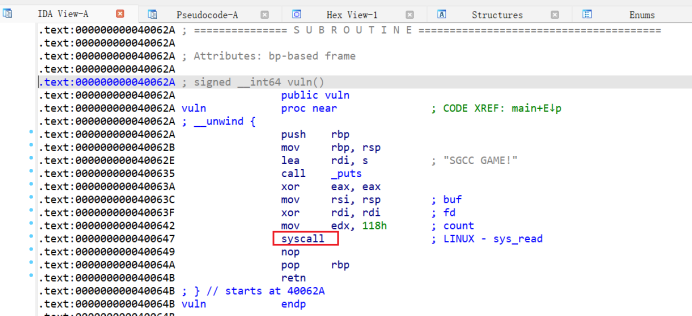 IDA View-A Pseudocode-A Hex View-1 Structures Enums
.text:000000000040062A ; =============== S U B R O U T I N E =======================================
.text:000000000040062A
.text:000000000040062A ; Attributes: bp-based frame
.text:000000000040062A
.text:000000000040062A ; signed __int64 vuln()
.text:000000000040062A public vuln
.text:000000000040062A vuln proc near ; CODE XREF: main+E↓p
.text:000000000040062A ; __unwind {
.text:000000000040062A push rbp
.text:000000000040062B mov rbp, rsp
.text:000000000040062E lea rdi, s ; "SGCC GAME!"
.text:0000000000400635 call _puts
.text:000000000040063A xor eax, eax
.text:000000000040063C mov rsi, rsp ; buf
.text:000000000040063F xor rdi, rdi ; fd
.text:0000000000400642 mov edx, 118h ; count
.text:0000000000400647 syscall ; LINUX - sys_read
.text:0000000000400649 nop
.text:000000000040064A pop rbp
.text:000000000040064B retn
.text:000000000040064B ; } // starts at 40062A
.text:000000000040064B vuln endp